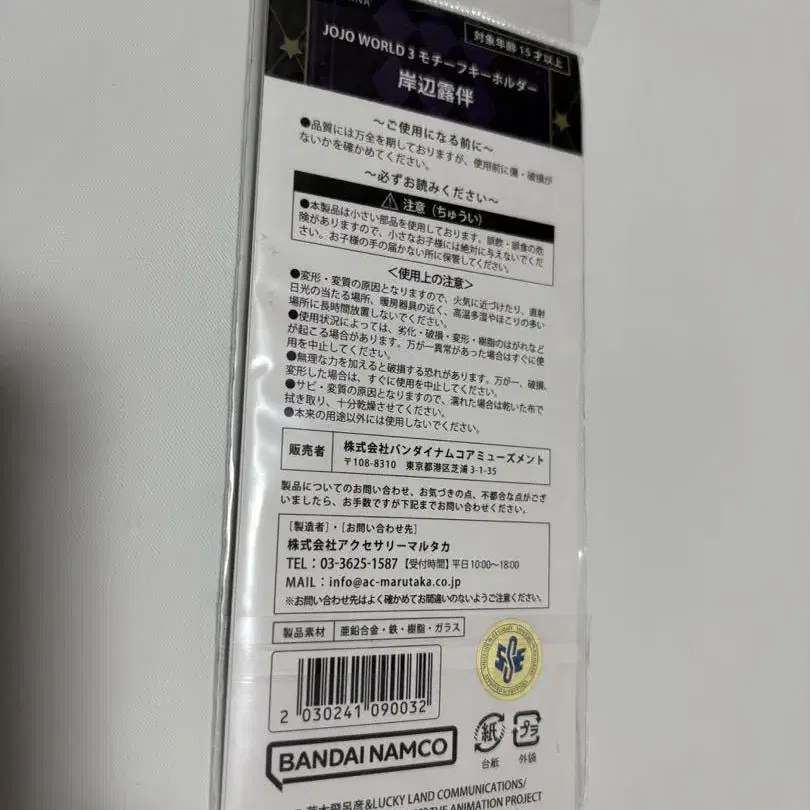 JOJO WORLD 3 モチーフキーホルダー
対象年齢 15 才以上
岸辺露伴
～ご使用になる前に～
●品質には万全を期しておりますが、使用前に傷・破損が
ないかを確かめてください。
～必ずお読みください～
⚠ 注意（ちゅうい）
●本製品は小さい部品を使用しております。誤飲・誤食の危
険がありますので、小さなお子様には絶対に与えないでくだ
さい。お子様の手の届かない所に保管してください。
＜使用上の注意＞
●変形・変質の原因となりますので、火気に近づけたり、直射
日光の当たる場所、暖房器具の近く、高温多湿やほこりの多い
場所に長時間放置しないでください。
●使用状況によっては、劣化・破損・変形・樹脂のはがれなど
が起こる場合があります。万が一異常があった場合はすぐに使
用を中止してください。
●無理な力を加えると破損する恐れがあります。万が一、破損、
変形した場合は、すぐに使用を中止してください。
●サビ・変質の原因となりますので、濡れた場合は乾いた布で
拭き取り、十分乾燥させてください。
●本来の用途以外には使用しないでください。
販売者
株式会社バンダイナムコアミューズメント
〒108-8310 東京都港区芝浦 3-1-35
製品についてのお問い合わせ、お気づきの点、不都合な点がござ
いましたら、お手数ですが下記までお問い合わせください。
［製造者］・［お問い合わせ先］
株式会社アクセサリーマルタカ
TEL：03-3625-1587 【受付時間】平日 10:00～18:00
MAIL：info@ac-marutaka.co.jp
※お問い合わせ先はよく確かめてお間違いのないようご注意ください。
製品素材 亜鉛合金・鉄・樹脂・ガラス
2 030241 090032
BANDAI NAMCO
紙
台紙
プラ
外袋
荒木飛呂彦&LUCKY LAND COMMUNICATIONS/
THE ANIMATION PROJECT